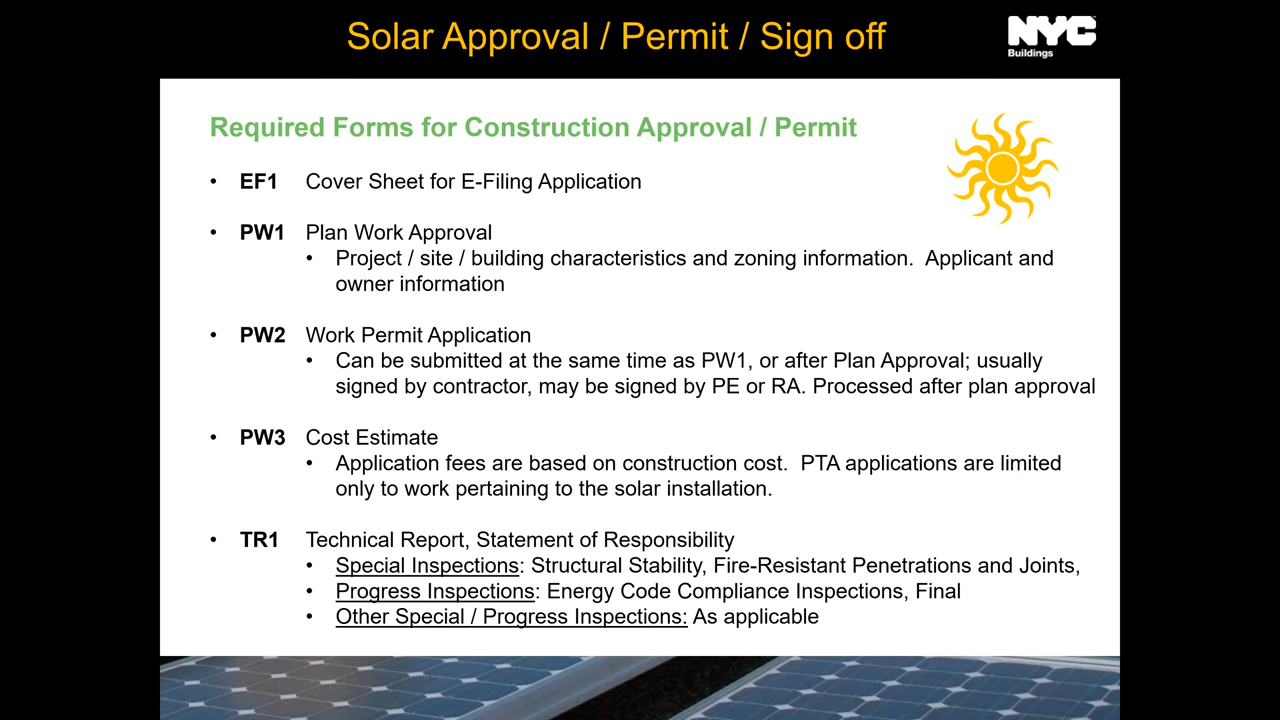 Solar Approval / Permit / Sign off
NYC
Buildings
Required Forms for Construction Approval / Permit
• EF1 Cover Sheet for E-Filing Application
• PW1 Plan Work Approval
• Project / site / building characteristics and zoning information. Applicant and
owner information
• PW2 Work Permit Application
• Can be submitted at the same time as PW1, or after Plan Approval; usually
signed by contractor, may be signed by PE or RA. Processed after plan approval
• PW3 Cost Estimate
• Application fees are based on construction cost. PTA applications are limited
only to work pertaining to the solar installation.
• TR1 Technical Report, Statement of Responsibility
• Special Inspections: Structural Stability, Fire-Resistant Penetrations and Joints,
• Progress Inspections: Energy Code Compliance Inspections, Final
• Other Special / Progress Inspections: As applicable